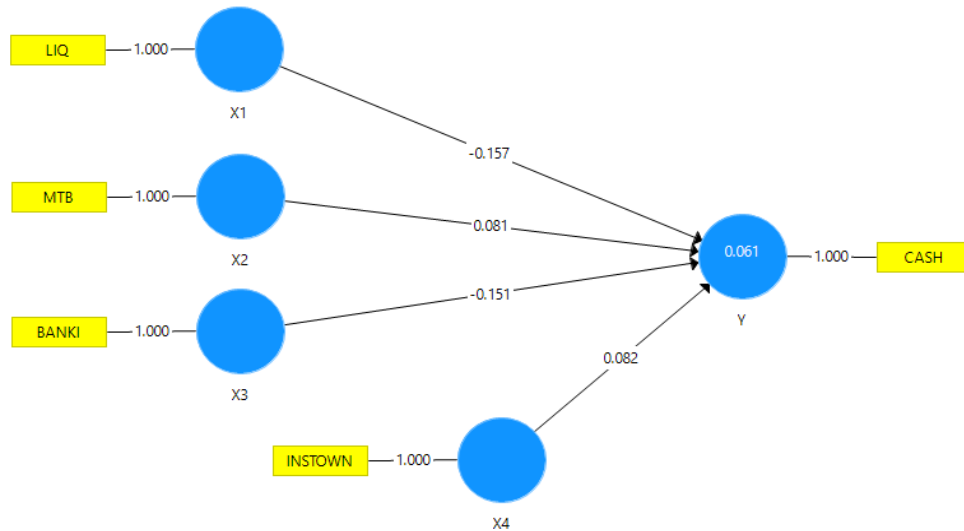 LIQ
1.000
X1
-0.157
MTB
1.000
X2
0.081
0.061
Y
1.000
CASH
BANKI
1.000
X3
-0.151
0.082
INSTOWN
1.000
X4